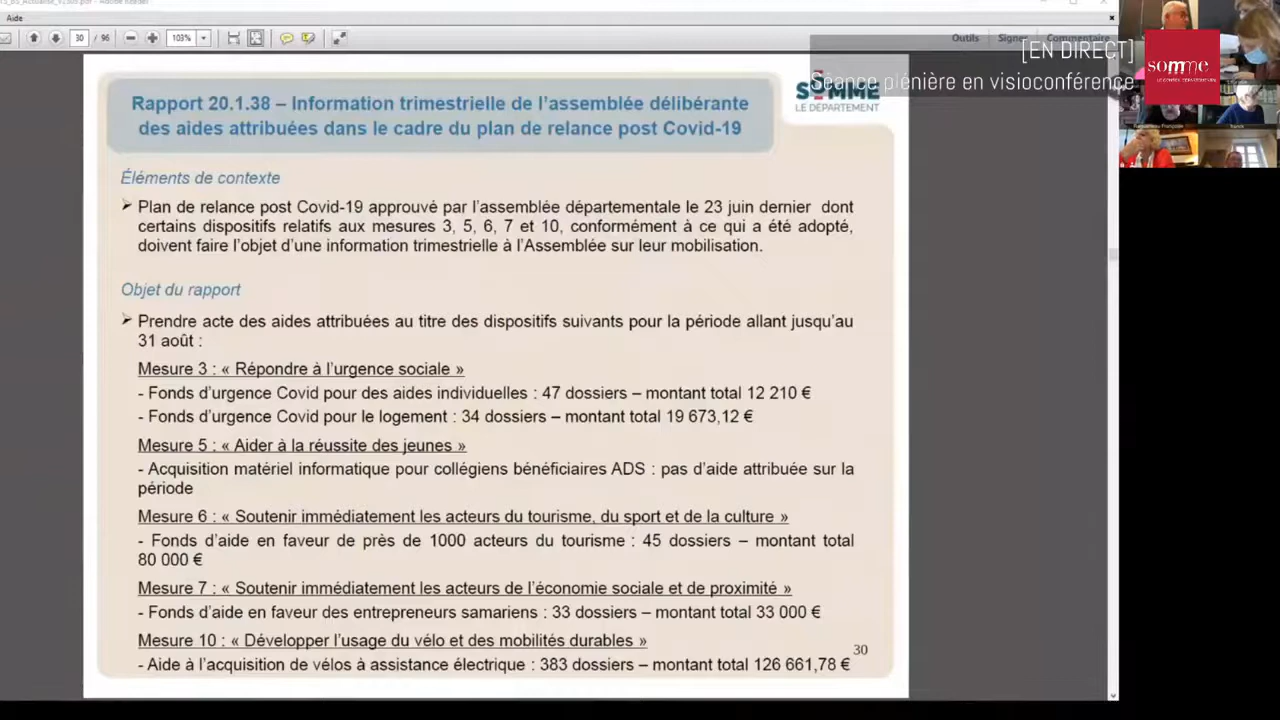 Aide
30 / 96
103%
Outils
Signer
Commentaire
[EN DIRECT]
Séance plénière en visioconférence
somme
SOMME
LE DÉPARTEMENT
Rapport 20.1.38 – Information trimestrielle de l’assemblée délibérante
des aides attribuées dans le cadre du plan de relance post Covid-19
Éléments de contexte
Plan de relance post Covid-19 approuvé par l’assemblée départementale le 23 juin dernier dont
certains dispositifs relatifs aux mesures 3, 5, 6, 7 et 10, conformément à ce qui a été adopté,
doivent faire l’objet d’une information trimestrielle à l’Assemblée sur leur mobilisation.
Objet du rapport
Prendre acte des aides attribuées au titre des dispositifs suivants pour la période allant jusqu’au
31 août :
Mesure 3 : « Répondre à l’urgence sociale »
- Fonds d’urgence Covid pour des aides individuelles : 47 dossiers – montant total 12 210 €
- Fonds d’urgence Covid pour le logement : 34 dossiers – montant total 19 673,12 €
Mesure 5 : « Aider à la réussite des jeunes »
- Acquisition matériel informatique pour collégiens bénéficiaires ADS : pas d’aide attribuée sur la
période
Mesure 6 : « Soutenir immédiatement les acteurs du tourisme, du sport et de la culture »
- Fonds d’aide en faveur de près de 1000 acteurs du tourisme : 45 dossiers – montant total
80 000 €
Mesure 7 : « Soutenir immédiatement les acteurs de l’économie sociale et de proximité »
- Fonds d’aide en faveur des entrepreneurs samariens : 33 dossiers – montant total 33 000 €
Mesure 10 : « Développer l’usage du vélo et des mobilités durables »
- Aide à l’acquisition de vélos à assistance électrique : 383 dossiers – montant total 126 661,78 €
30